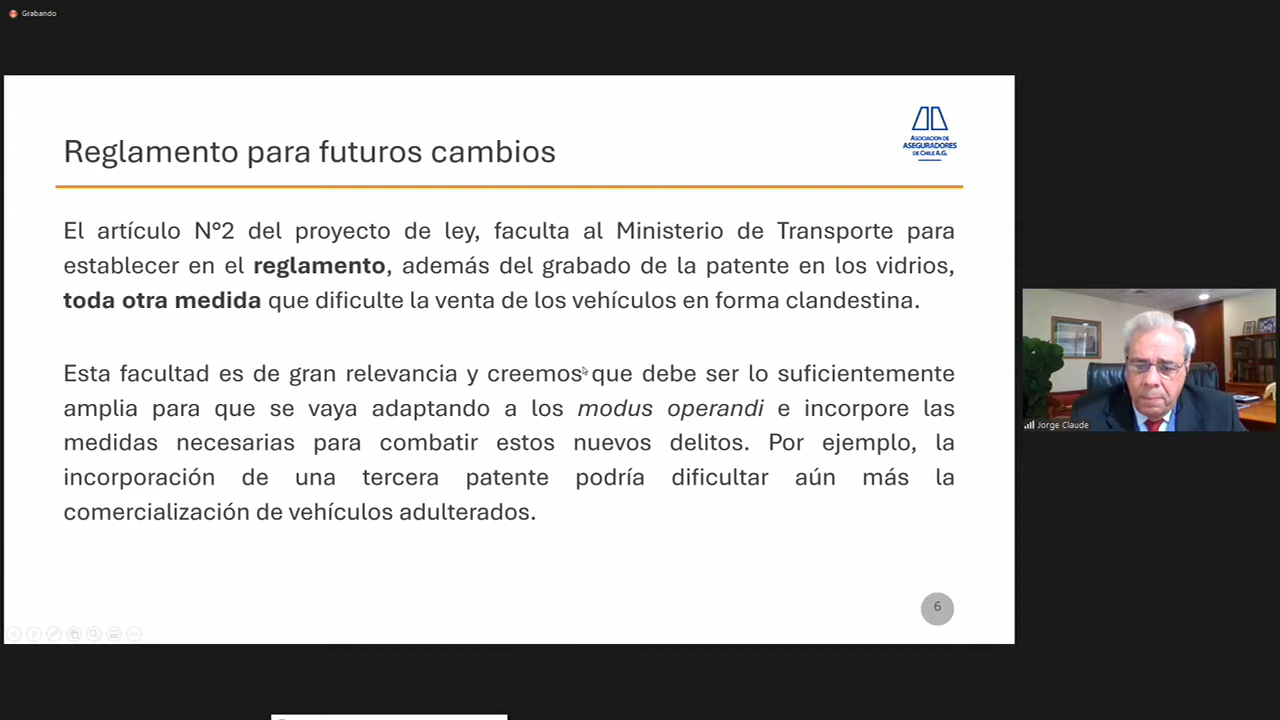 Grabando
Reglamento para futuros cambios
ASOCIACION DE
ASEGURADORES
DE CHILE A.G.
El artículo N°2 del proyecto de ley, faculta al Ministerio de Transporte para
establecer en el reglamento, además del grabado de la patente en los vidrios,
toda otra medida que dificulte la venta de los vehículos en forma clandestina.
Esta facultad es de gran relevancia y creemos que debe ser lo suficientemente
amplia para que se vaya adaptando a los modus operandi e incorpore las
medidas necesarias para combatir estos nuevos delitos. Por ejemplo, la
incorporación de una tercera patente podría dificultar aún más la
comercialización de vehículos adulterados.
6
Jorge Claude